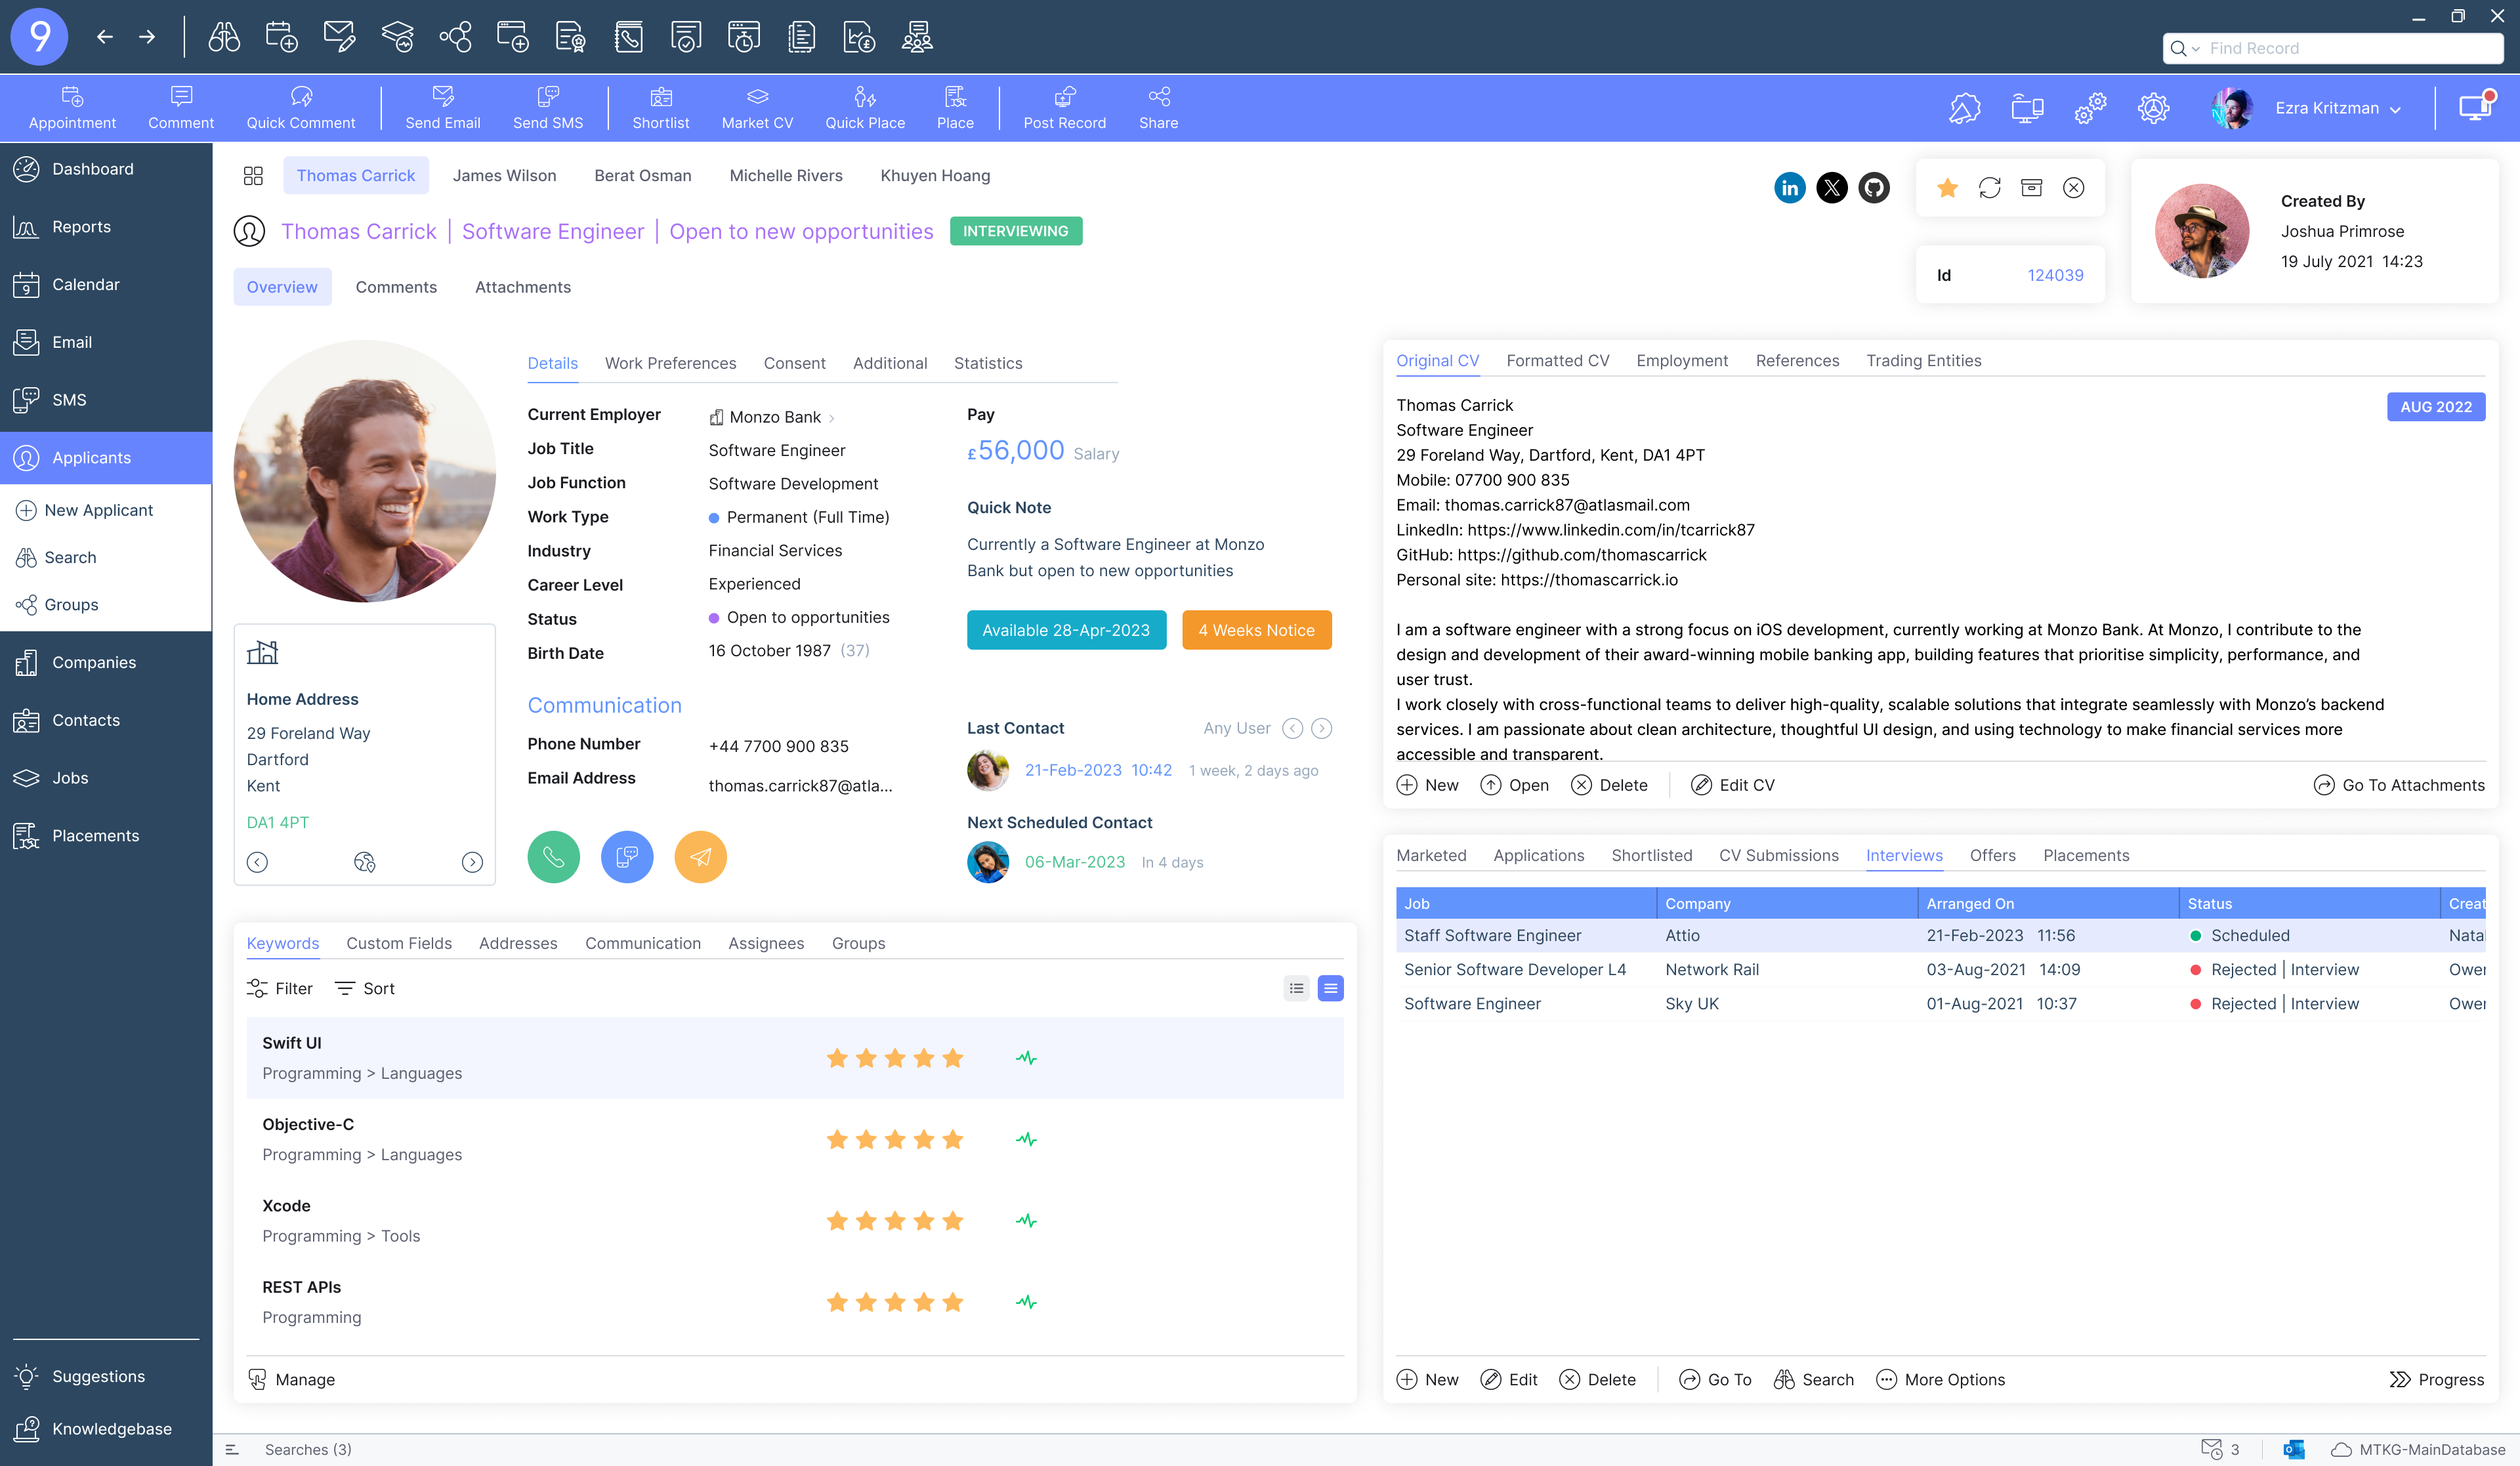 9
Find Record
Appointment
Comment
Quick Comment
Send Email
Send SMS
Shortlist
Market CV
Quick Place
Place
Post Record
Share
Ezra Kritzman
Dashboard
Reports
9
Calendar
Email
SMS
Applicants
New Applicant
Search
Groups
Companies
Contacts
Jobs
Placements
Suggestions
Knowledgebase
Thomas Carrick
James Wilson
Berat Osman
Michelle Rivers
Khuyen Hoang
Thomas Carrick | Software Engineer | Open to new opportunities
INTERVIEWING
in
X
Id 124039
Created By
Joshua Primrose
19 July 2021 14:23
Overview
Comments
Attachments
Home Address
29 Foreland Way
Dartford
Kent
DA1 4PT
Details
Work Preferences
Consent
Additional
Statistics
Current Employer Monzo Bank
Job Title Software Engineer
Job Function Software Development
Work Type Permanent (Full Time)
Industry Financial Services
Career Level Experienced
Status Open to opportunities
Birth Date 16 October 1987 (37)
Communication
Phone Number +44 7700 900 835
Email Address thomas.carrick87@atla...
Pay
£56,000 Salary
Quick Note
Currently a Software Engineer at Monzo
Bank but open to new opportunities
Available 28-Apr-2023
4 Weeks Notice
Last Contact
Any User
21-Feb-2023 10:42 1 week, 2 days ago
Next Scheduled Contact
06-Mar-2023 In 4 days
Original CV
Formatted CV
Employment
References
Trading Entities
AUG 2022
Thomas Carrick
Software Engineer
29 Foreland Way, Dartford, Kent, DA1 4PT
Mobile: 07700 900 835
Email: thomas.carrick87@atlasmail.com
LinkedIn: https://www.linkedin.com/in/tcarrick87
GitHub: https://github.com/thomascarrick
Personal site: https://thomascarrick.io
I am a software engineer with a strong focus on iOS development, currently working at Monzo Bank. At Monzo, I contribute to the
design and development of their award-winning mobile banking app, building features that prioritise simplicity, performance, and
user trust.
I work closely with cross-functional teams to deliver high-quality, scalable solutions that integrate seamlessly with Monzo’s backend
services. I am passionate about clean architecture, thoughtful UI design, and using technology to make financial services more
accessible and transparent.
New
Open
Delete
Edit CV
Go To Attachments
Keywords
Custom Fields
Addresses
Communication
Assignees
Groups
Filter
Sort
Swift UI
Programming > Languages
Objective-C
Programming > Languages
Xcode
Programming > Tools
REST APIs
Programming
Manage
Marketed
Applications
Shortlisted
CV Submissions
Interviews
Offers
Placements
Job Company Arranged On Status Creat
Staff Software Engineer Attio 21-Feb-2023 11:56 Scheduled Natal
Senior Software Developer L4 Network Rail 03-Aug-2021 14:09 Rejected | Interview Ower
Software Engineer Sky UK 01-Aug-2021 10:37 Rejected | Interview Ower
New
Edit
Delete
Go To
Search
More Options
Progress
Searches (3)
3
MTKG-MainDatabase